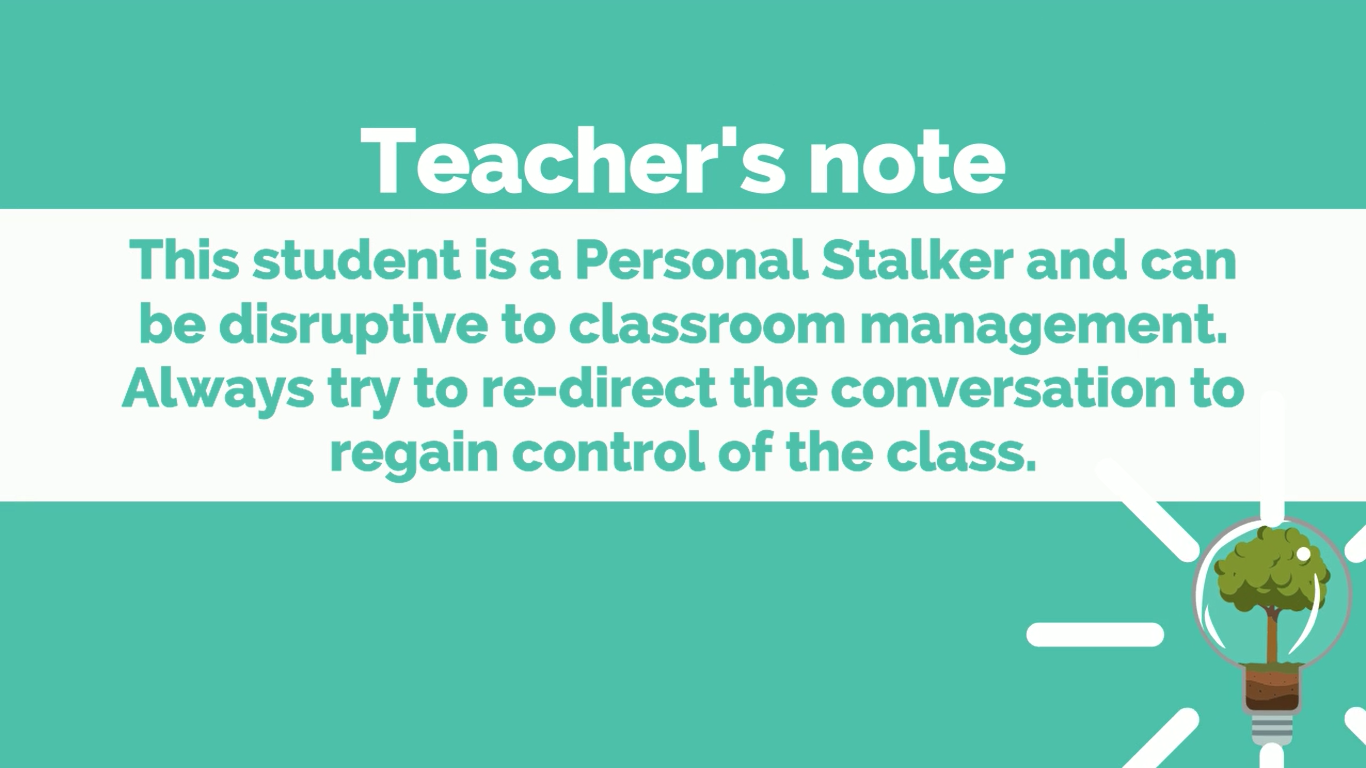 Teacher's note
This student is a Personal Stalker and can
be disruptive to classroom management.
Always try to re-direct the conversation to
regain control of the class.